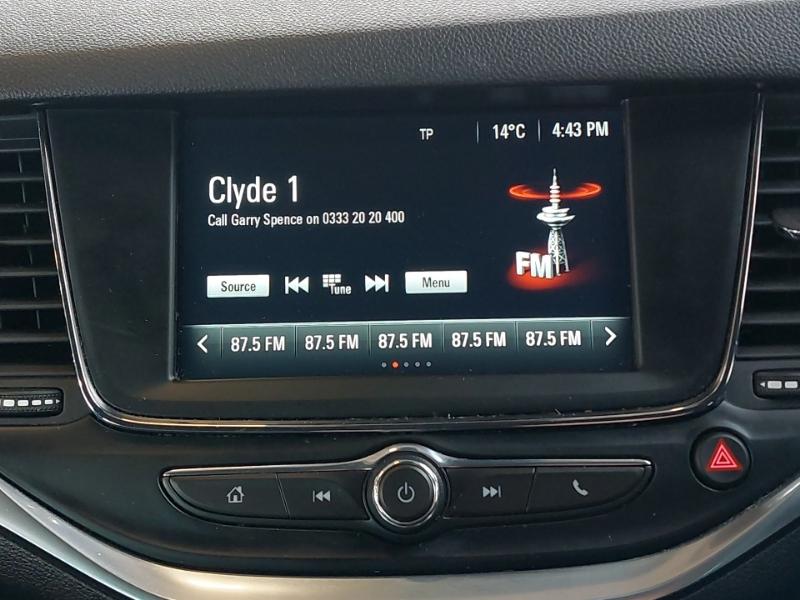 TP 14°C 4:43 PM
Clyde 1
Call Garry Spence on 0333 20 20 400
FM
Source Tune Menu
87.5 FM 87.5 FM 87.5 FM 87.5 FM 87.5 FM